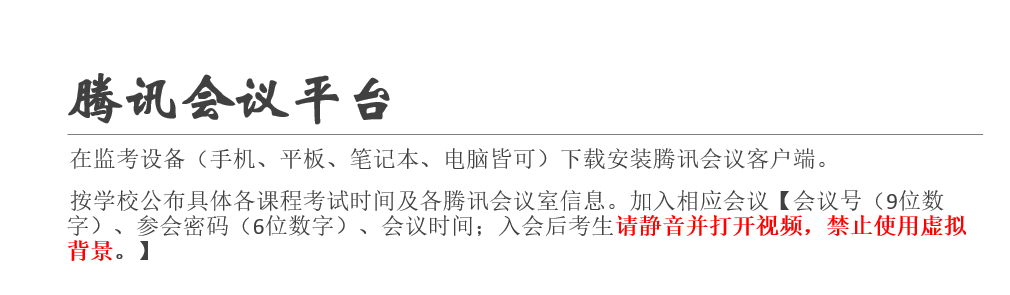 腾讯会议平台
在监考设备（手机、平板、笔记本、电脑皆可）下载安装腾讯会议客户端。
按学校公布具体各课程考试时间及各腾讯会议室信息。加入相应会议【会议号（9位数
字）、参会密码（6位数字）、会议时间；入会后考生请静音并打开视频，禁止使用虚拟
背景。】